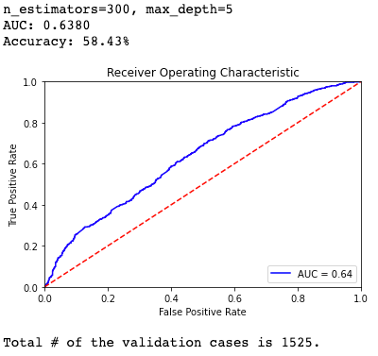 n_estimators=300, max_depth=5
AUC: 0.6380
Accuracy: 58.43%
Receiver Operating Characteristic
1.0
0.8
0.6
0.4
0.2
0.0
True Positive Rate
AUC = 0.64
0.0 0.2 0.4 0.6 0.8 1.0
False Positive Rate
Total # of the validation cases is 1525.